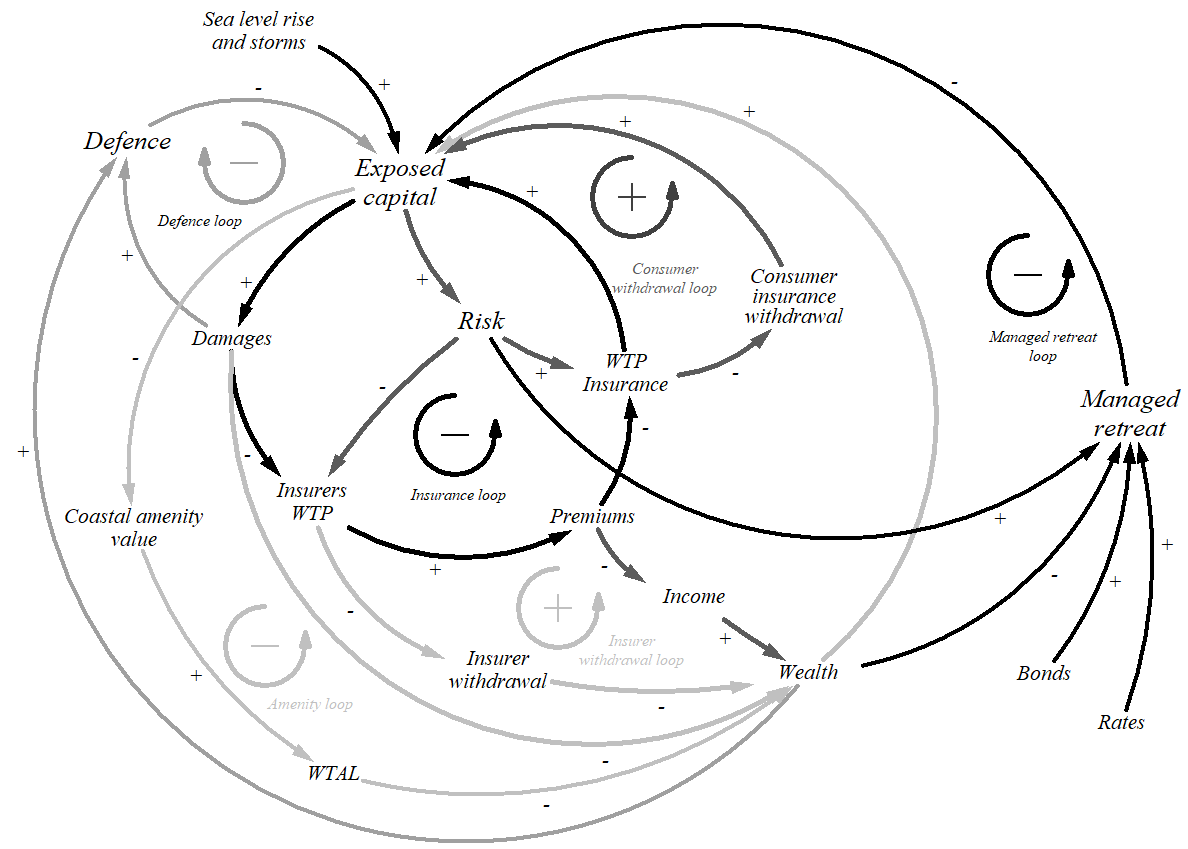 Sea level rise
and storms
-
+
-
+
+
Defence
Exposed
capital
+
Defence loop
+
+
+
+
Consumer
withdrawal loop
Consumer
insurance
withdrawal
Managed retreat
loop
Damages
Risk
-
-
+
WTP
Insurance
-
Managed
retreat
-
+
-
Insurance loop
Insurers
WTP
Coastal amenity
value
Premiums
+
+
+
-
-
+
Income
-
+
Insurer
withdrawal loop
Insurer
withdrawal
Wealth
Bonds
+
Amenity loop
-
Rates
-
WTAL
-